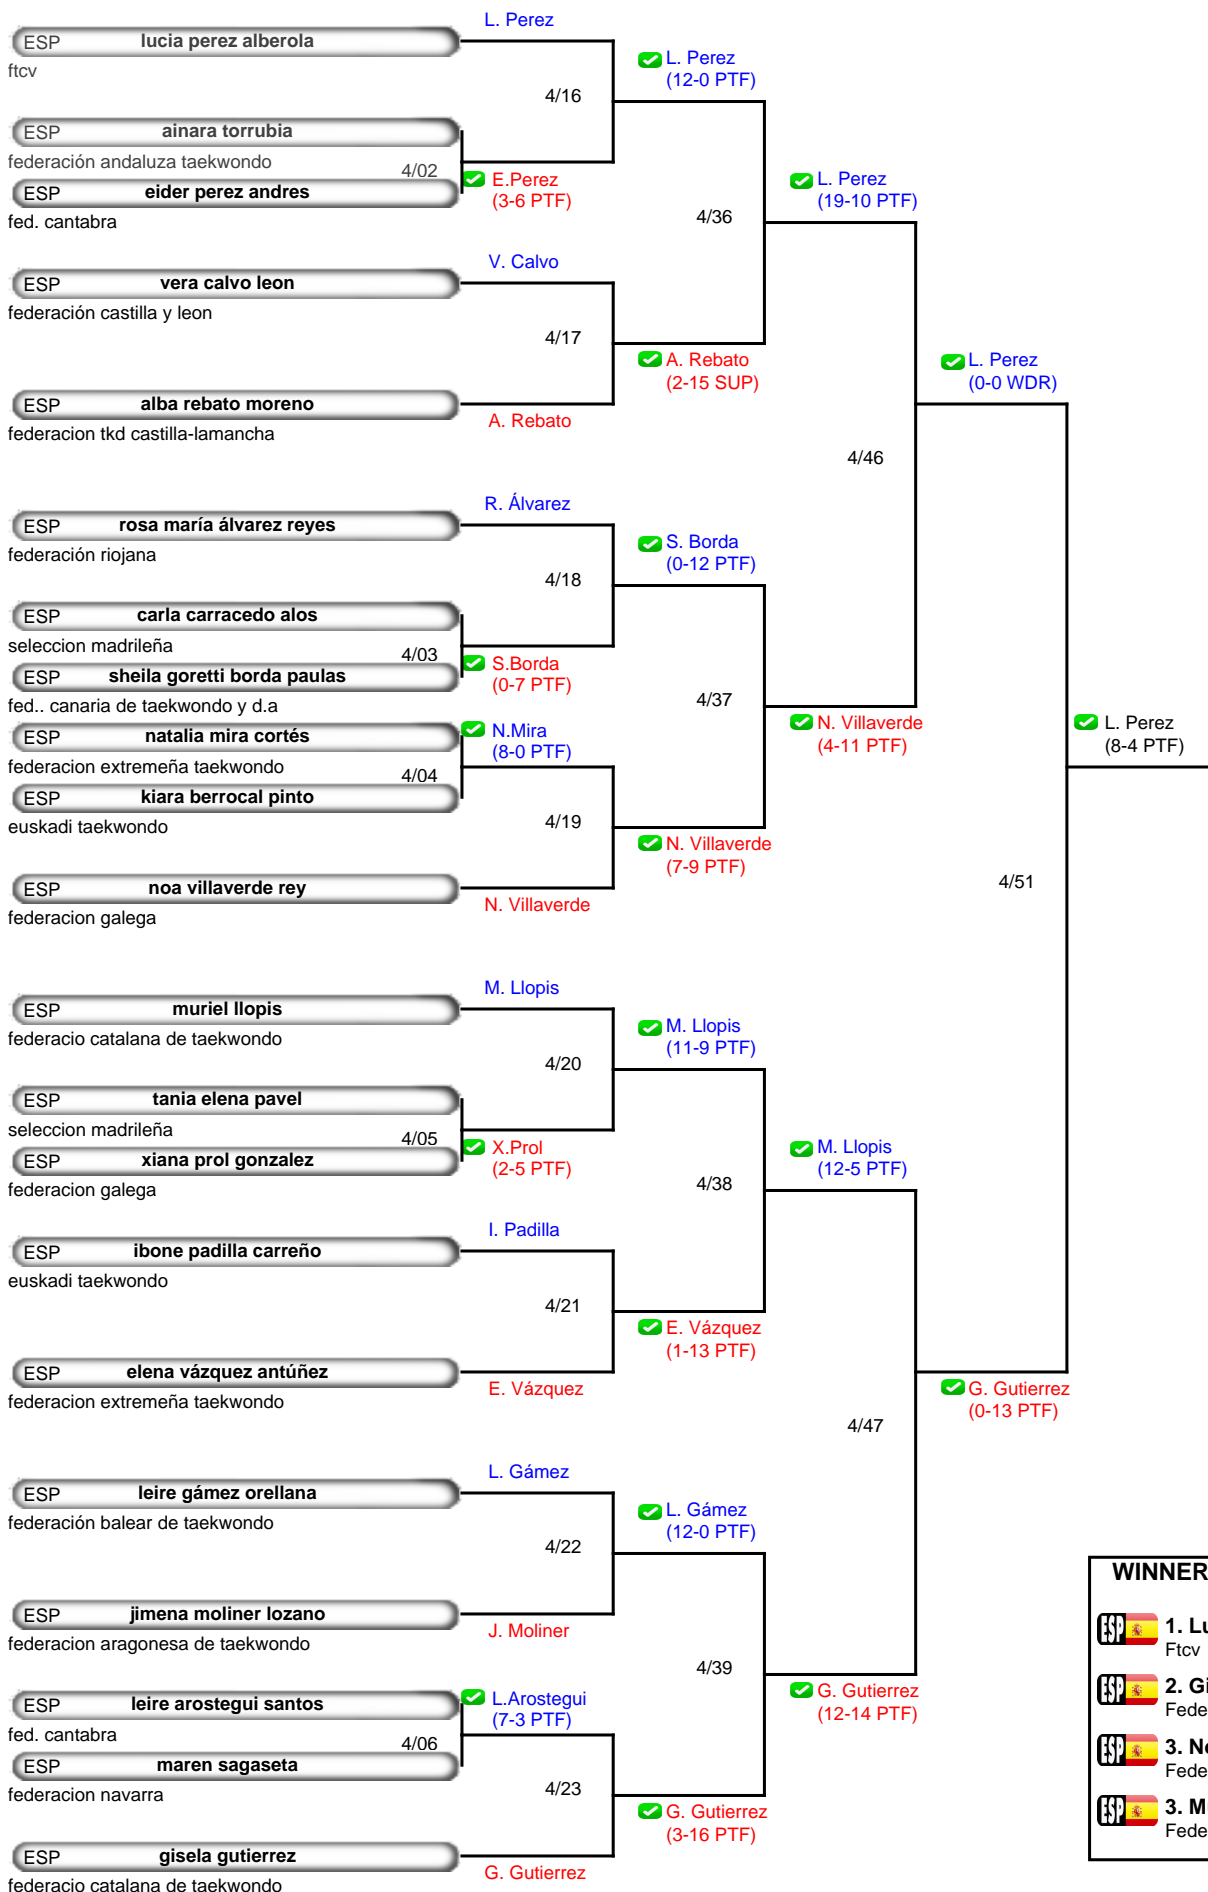 L. Perez
ESP lucia perez alberola
ftcv
L. Perez
(12-0 PTF)
4/16
ESP ainara torrubia
federación andaluza taekwondo
4/02
ESP eider perez andres
fed. cantabra
E.Perez
(3-6 PTF)
L. Perez
(19-10 PTF)
4/36
V. Calvo
ESP vera calvo leon
federación castilla y leon
4/17
A. Rebato
(2-15 SUP)
L. Perez
(0-0 WDR)
ESP alba rebato moreno
federacion tkd castilla-lamancha
A. Rebato
4/46
R. Álvarez
ESP rosa maría álvarez reyes
federación riojana
S. Borda
(0-12 PTF)
4/18
ESP carla carracedo alos
seleccion madrileña
4/03
ESP sheila goretti borda paulas
fed.. canaria de taekwondo y d.a
S.Borda
(0-7 PTF)
4/37
ESP natalia mira cortés
federacion extremeña taekwondo
N.Mira
(8-0 PTF)
N. Villaverde
(4-11 PTF)
L. Perez
(8-4 PTF)
4/04
ESP kiara berrocal pinto
euskadi taekwondo
4/19
N. Villaverde
(7-9 PTF)
ESP noa villaverde rey
federacion galega
N. Villaverde
4/51
M. Llopis
ESP muriel llopis
federacio catalana de taekwondo
M. Llopis
(11-9 PTF)
4/20
ESP tania elena pavel
seleccion madrileña
4/05
ESP xiana prol gonzalez
federacion galega
X.Prol
(2-5 PTF)
M. Llopis
(12-5 PTF)
4/38
I. Padilla
ESP ibone padilla carreño
euskadi taekwondo
4/21
E. Vázquez
(1-13 PTF)
ESP elena vázquez antúñez
federacion extremeña taekwondo
E. Vázquez
G. Gutierrez
(0-13 PTF)
4/47
L. Gámez
ESP leire gámez orellana
federación balear de taekwondo
L. Gámez
(12-0 PTF)
4/22
ESP jimena moliner lozano
federacion aragonesa de taekwondo
J. Moliner
4/39
ESP leire arostegui santos
fed. cantabra
L.Arostegui
(7-3 PTF)
G. Gutierrez
(12-14 PTF)
4/06
ESP maren sagaseta
federacion navarra
4/23
G. Gutierrez
(3-16 PTF)
ESP gisela gutierrez
federacio catalana de taekwondo
G. Gutierrez
WINNER
ESP 1. Lu
Ftcv
ESP 2. Gi
Fede
ESP 3. No
Fede
ESP 3. Mu
Fede